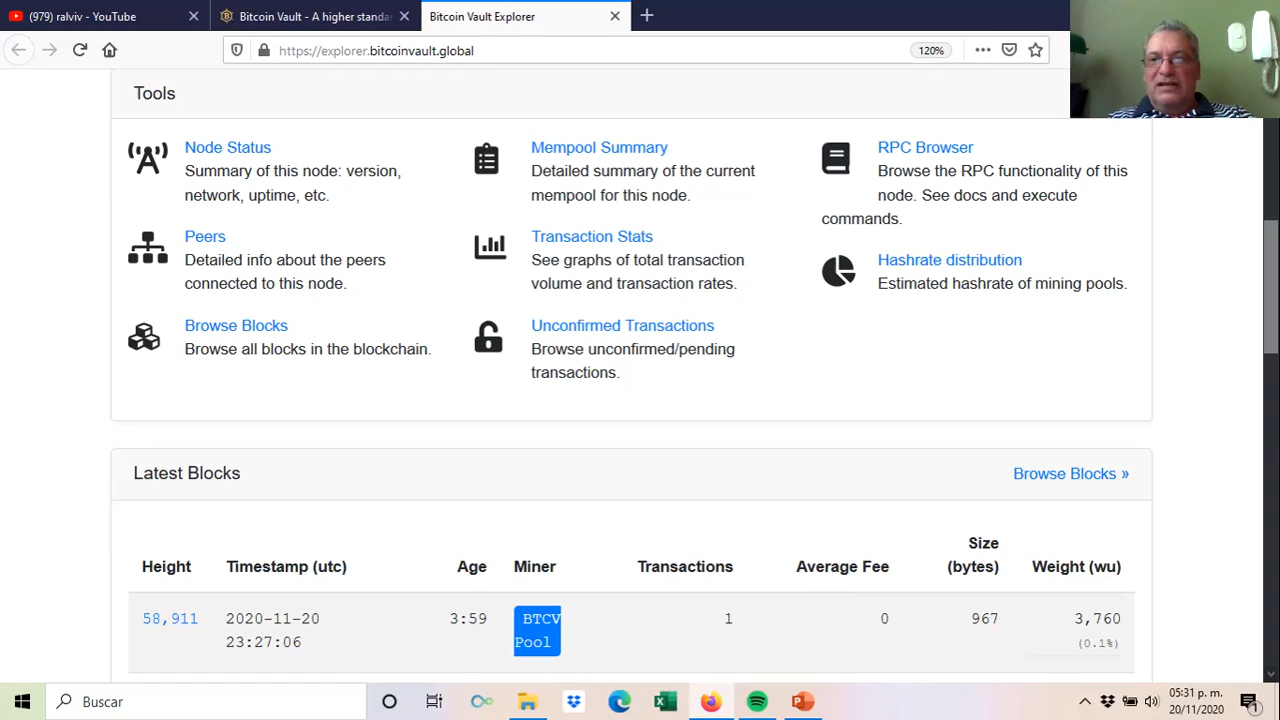 (979) ralviv - YouTube
Bitcoin Vault - A higher standa
Bitcoin Vault Explorer
https://explorer.bitcoinvault.global
120%
Tools
Node Status
Summary of this node: version,
network, uptime, etc.
Mempool Summary
Detailed summary of the current
mempool for this node.
RPC Browser
Browse the RPC functionality of this
node. See docs and execute
commands.
Peers
Detailed info about the peers
connected to this node.
Transaction Stats
See graphs of total transaction
volume and transaction rates.
Hashrate distribution
Estimated hashrate of mining pools.
Browse Blocks
Browse all blocks in the blockchain.
Unconfirmed Transactions
Browse unconfirmed/pending
transactions.
Latest Blocks
Browse Blocks »
Height Timestamp (utc) Age Miner Transactions Average Fee Size (bytes) Weight (wu)
58,911 2020-11-20 3:59 BTCV 1 0 967 3,760
23:27:06 Pool (0.1%)
Buscar
05:31 p. m.
20/11/2020
1